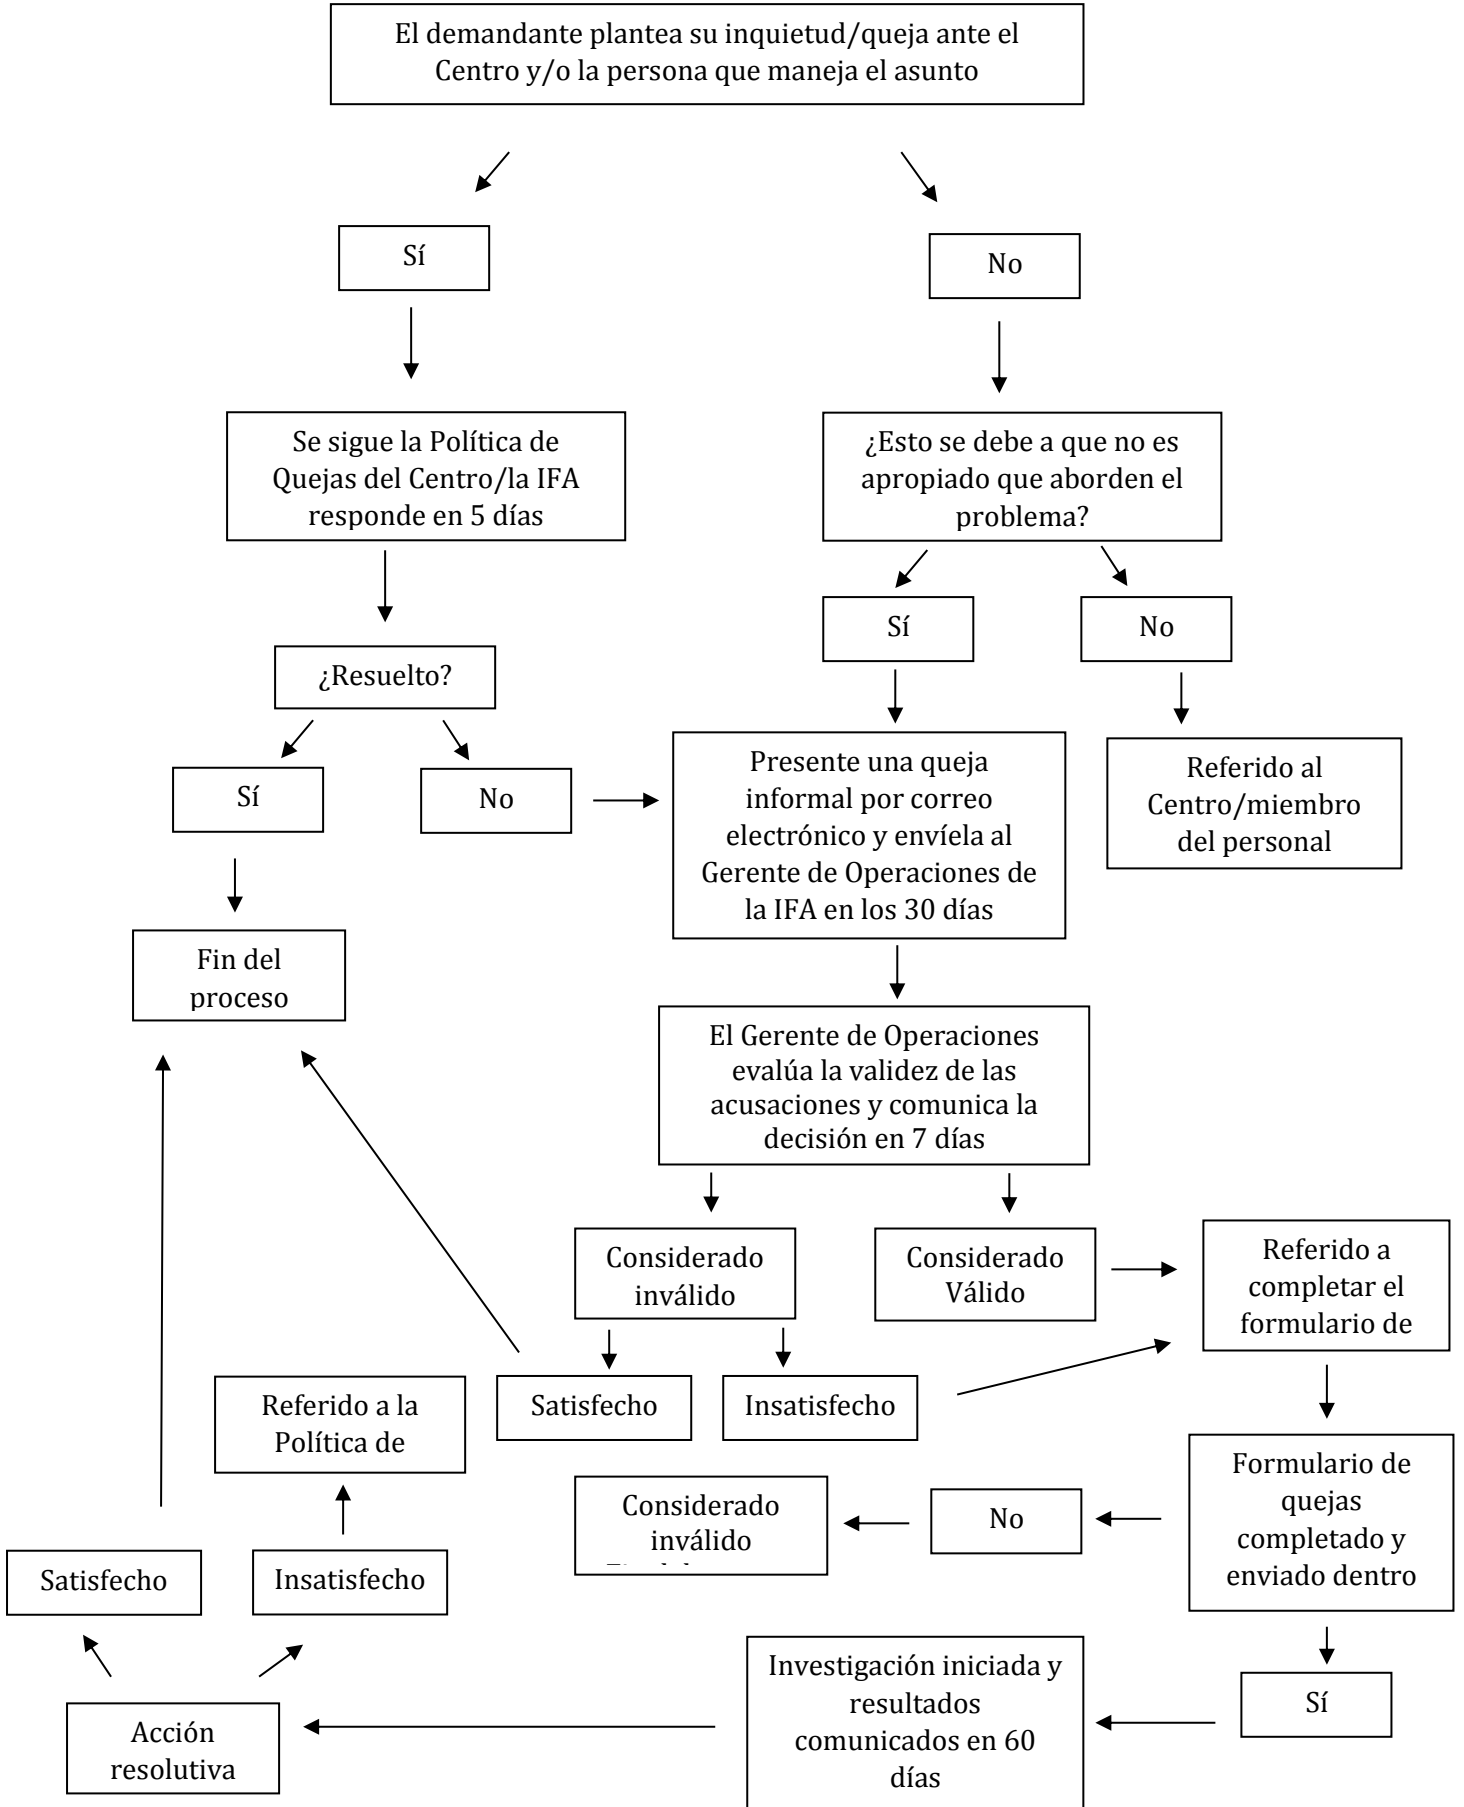 El demandante plantea su inquietud/queja ante el
Centro y/o la persona que maneja el asunto
Sí
No
Se sigue la Política de
Quejas del Centro/la IFA
responde en 5 días
¿Esto se debe a que no es
apropiado que aborden el
problema?
Sí
No
¿Resuelto?
Sí
No
Presente una queja
informal por correo
electrónico y envíela al
Gerente de Operaciones de
la IFA en los 30 días
Referido al
Centro/miembro
del personal
Fin del
proceso
El Gerente de Operaciones
evalúa la validez de las
acusaciones y comunica la
decisión en 7 días
Considerado
inválido
Considerado
Válido
Referido a
completar el
formulario de
Satisfecho
Insatisfecho
Referido a la
Política de
Formulario de
quejas
completado y
enviado dentro
No
Considerado
inválido
Satisfecho
Insatisfecho
Sí
Investigación iniciada y
resultados
comunicados en 60
días
Acción
resolutiva